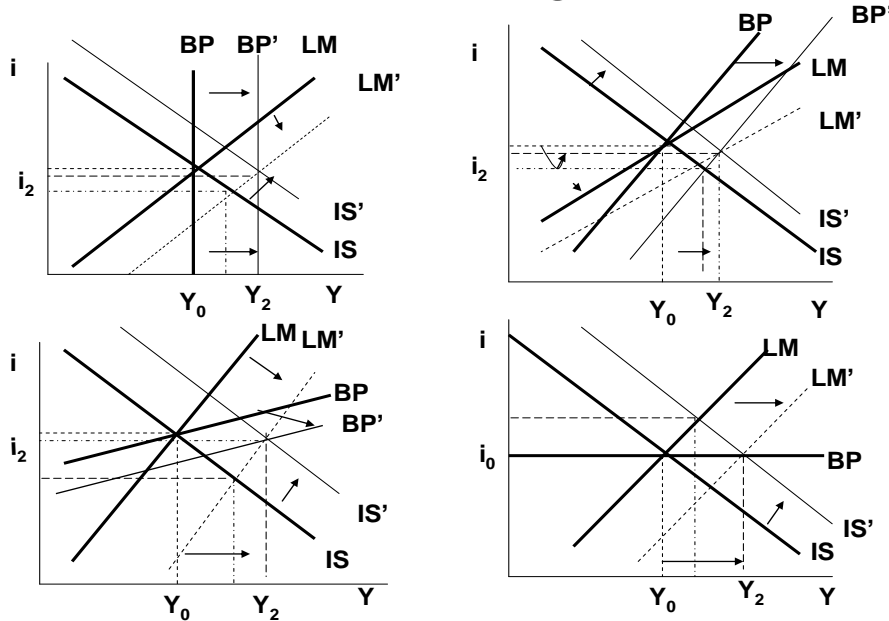 BP BP' LM
i
LM'
i₂
IS'
IS
Y₀ Y₂ Y
BP'
BP
i
LM
LM'
i₂
IS'
IS
Y₀ Y₂ Y
LM LM'
i
BP
BP'
i₂
IS'
IS
Y₀ Y₂ Y
i
LM
LM'
i₀
BP
IS'
IS
Y₀ Y₂ Y